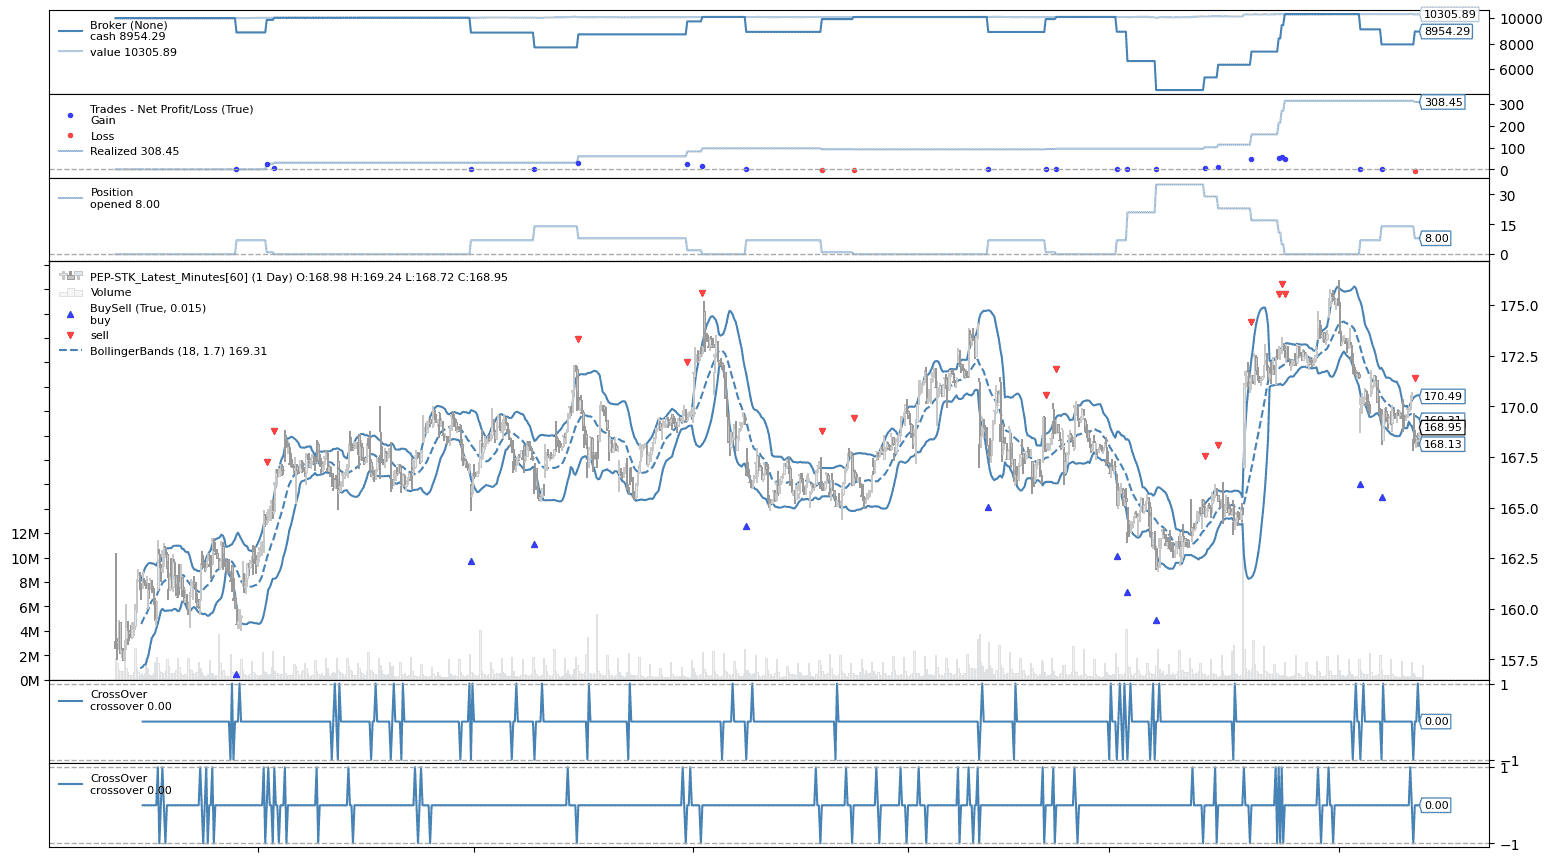 Broker (None)
cash 8954.29
value 10305.89
10305.89
10000
8954.29
8000
6000
Trades - Net Profit/Loss (True)
Gain
Loss
Realized 308.45
308.45
300
200
100
0
Position
opened 8.00
30
15
8.00
0
PEP-STK_Latest_Minutes[60] (1 Day) O:168.98 H:169.24 L:168.72 C:168.95
Volume
BuySell (True, 0.015)
buy
sell
BollingerBands (18, 1.7) 169.31
175.0
172.5
170.49
170.0
169.31
168.95
168.13
167.5
165.0
162.5
160.0
157.5
12M
10M
8M
6M
4M
2M
0M
CrossOver
crossover 0.00
1
0.00
−1
CrossOver
crossover 0.00
1
0.00
−1